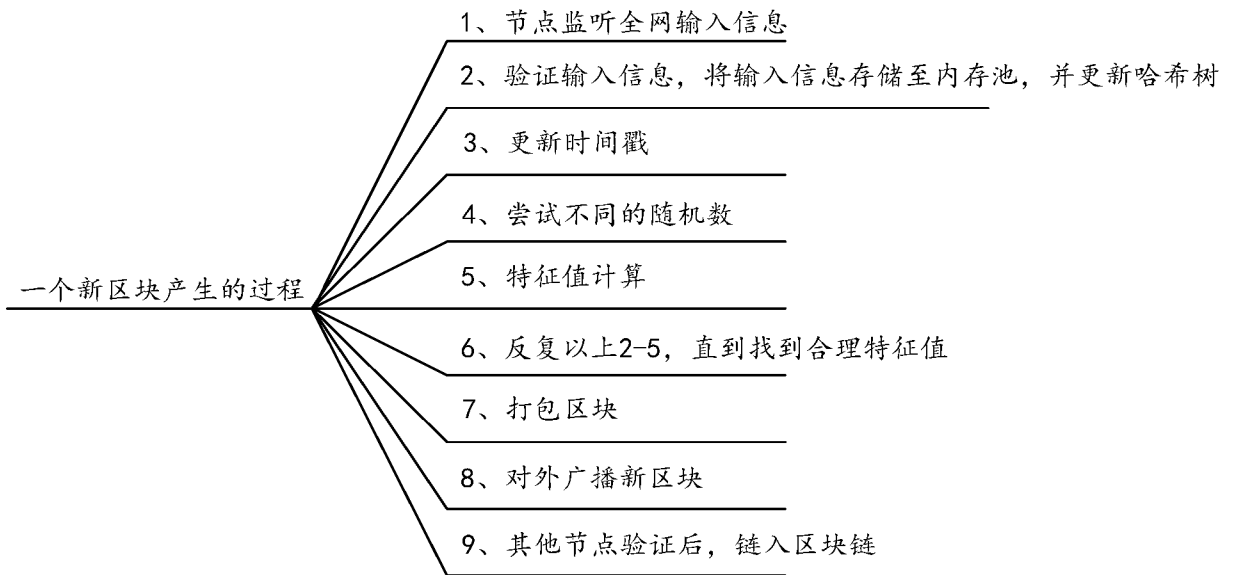 1、节点监听全网输入信息
2、验证输入信息，将输入信息存储至内存池，并更新哈希树
3、更新时间戳
4、尝试不同的随机数
一个新区块产生的过程
5、特征值计算
6、反复以上2-5，直到找到合理特征值
7、打包区块
8、对外广播新区块
9、其他节点验证后，链入区块链